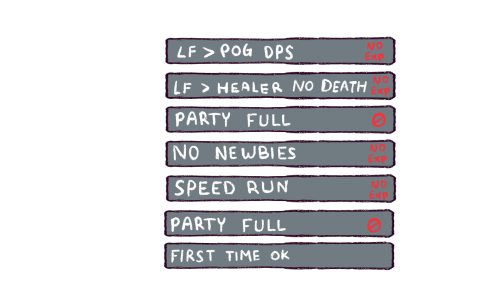 LF > POG DPS NO EXP
LF > HEALER NO DEATH NO EXP
PARTY FULL
NO NEWBIES NO EXP
SPEED RUN NO EXP
PARTY FULL
FIRST TIME OK